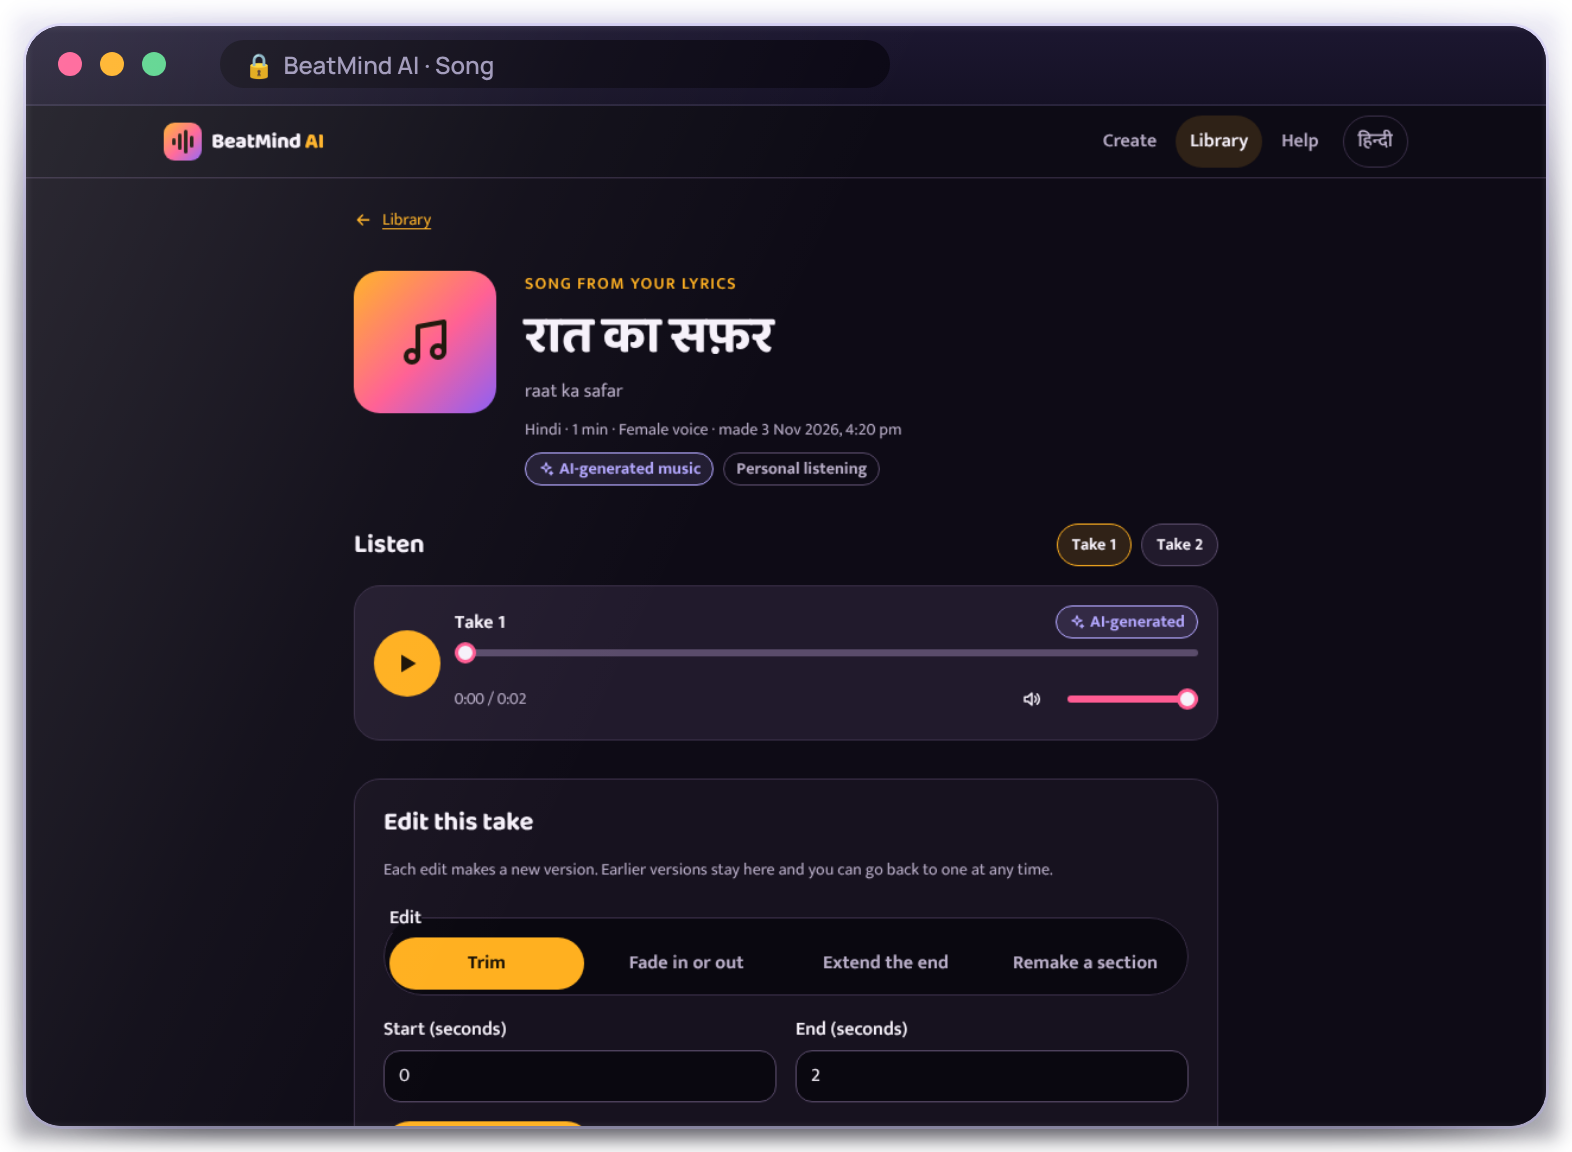 BeatMind AI · Song
BeatMind AI
Create Library Help हिन्दी
Library
SONG FROM YOUR LYRICS
रात का सफ़र
raat ka safar
Hindi · 1 min · Female voice · made 3 Nov 2026, 4:20 pm
AI-generated music Personal listening
Listen Take 1 Take 2
Take 1 AI-generated
0:00 / 0:02
Edit this take
Each edit makes a new version. Earlier versions stay here and you can go back to one at any time.
Edit
Trim Fade in or out Extend the end Remake a section
Start (seconds) End (seconds)
0 2